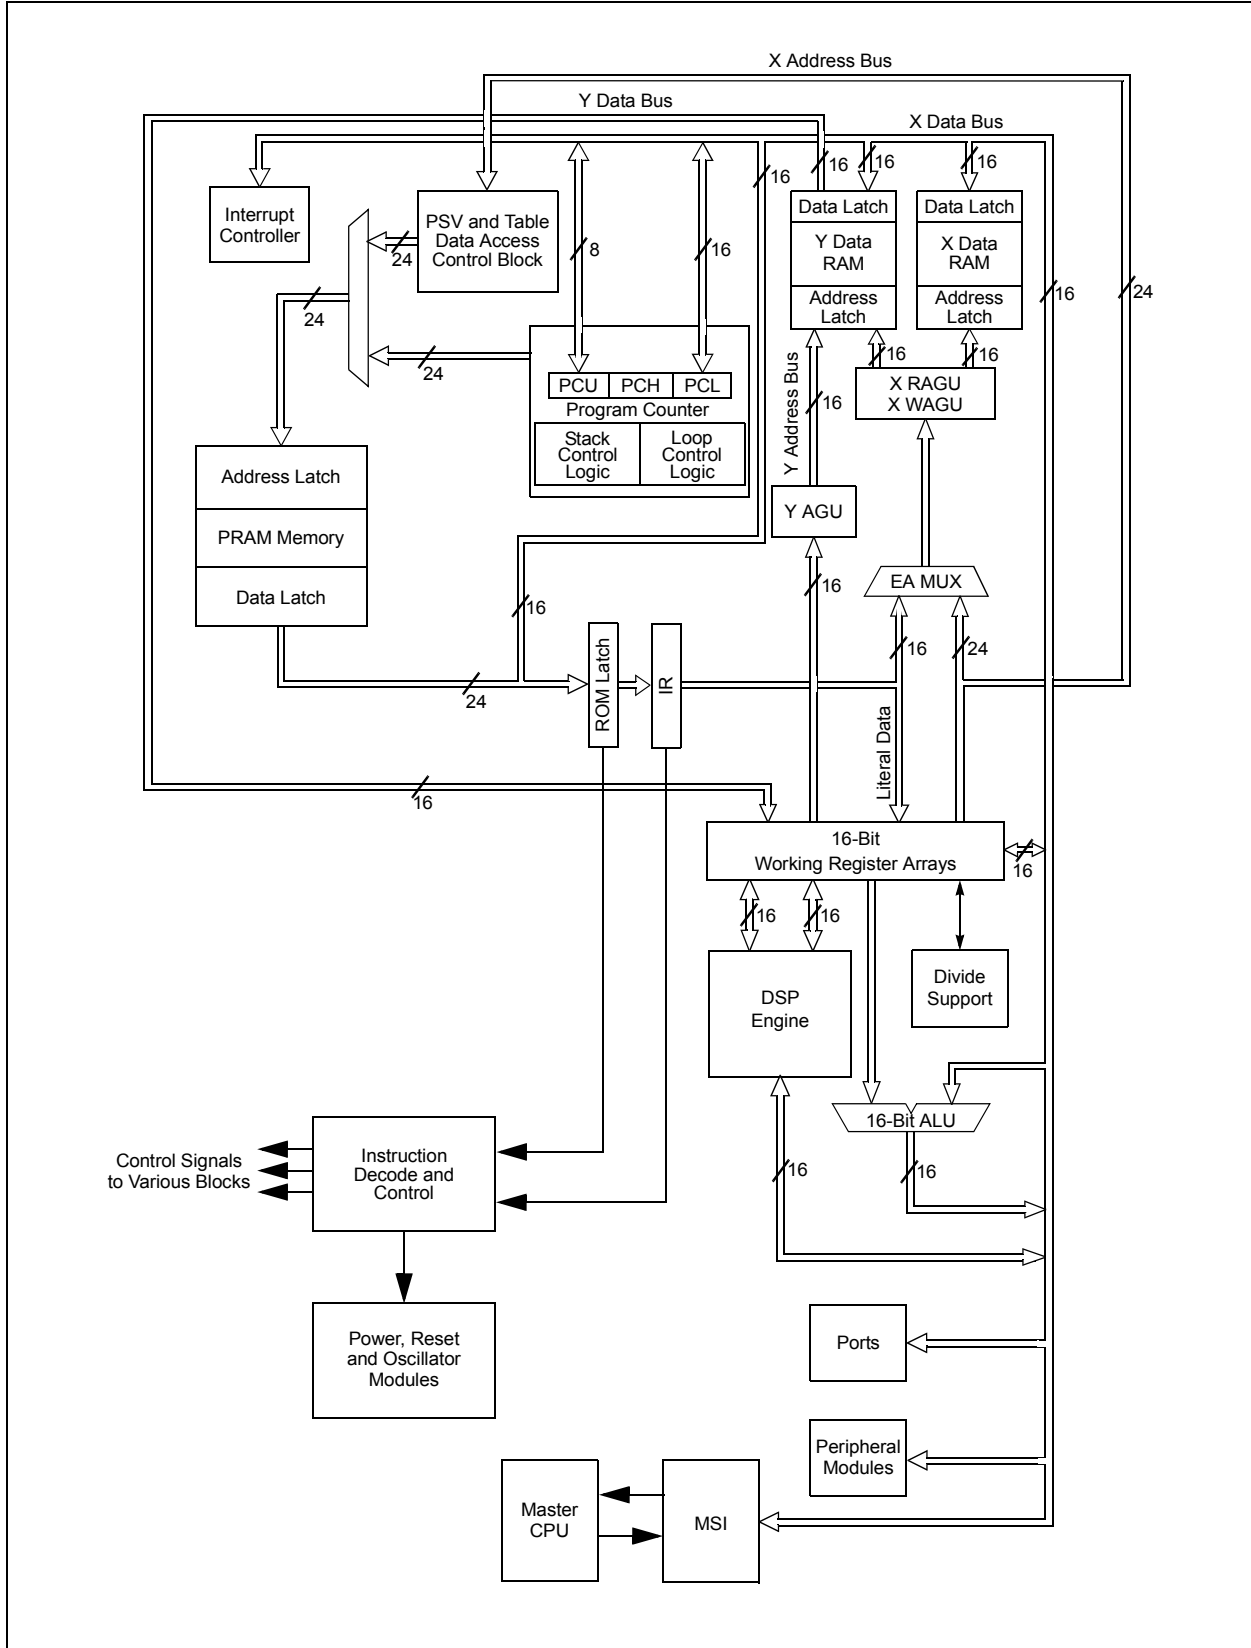 X Address Bus
Y Data Bus
X Data Bus
16
16
16
16
Interrupt
Controller
PSV and Table
Data Access
Control Block
24
8
16
Data Latch
Y Data
RAM
Address
Latch
Data Latch
X Data
RAM
Address
Latch
16
24
24
24
16
16
PCU
PCH
PCL
Program Counter
Stack
Control
Logic
Loop
Control
Logic
Y Address Bus
16
X RAGU
X WAGU
Address Latch
PRAM Memory
Data Latch
Y AGU
16
EA MUX
16
16
24
24
ROM Latch
IR
Literal Data
16
16-Bit
Working Register Arrays
16
16
16
DSP
Engine
Divide
Support
16-Bit ALU
16
16
Control Signals
to Various Blocks
Instruction
Decode and
Control
Power, Reset
and Oscillator
Modules
Ports
Peripheral
Modules
Master
CPU
MSI